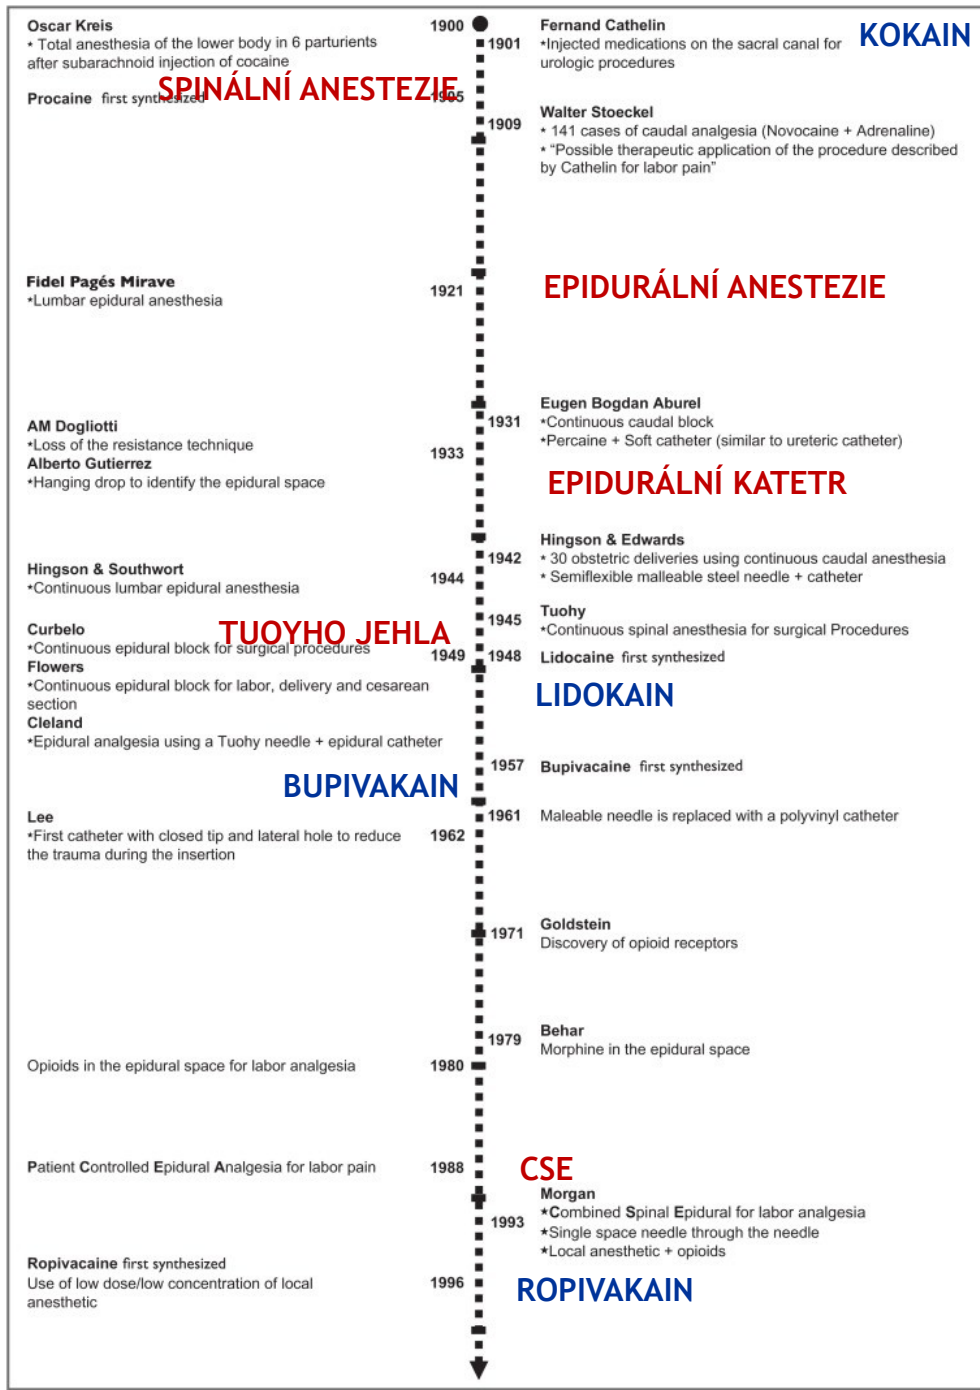 Oscar Kreis
* Total anesthesia of the lower body in 6 parturients
after subarachnoid injection of cocaine
1900
1901
Fernand Cathelin
*Injected medications on the sacral canal for
urologic procedures
KOKAIN
SPINÁLNÍ ANESTEZIE
Procaine first synthesized
1905
1909
Walter Stoeckel
* 141 cases of caudal analgesia (Novocaine + Adrenaline)
* “Possible therapeutic application of the procedure described
by Cathelin for labor pain”
Fidel Pagés Mirave
*Lumbar epidural anesthesia
1921
EPIDURÁLNÍ ANESTEZIE
1931
Eugen Bogdan Aburel
*Continuous caudal block
*Percaine + Soft catheter (similar to ureteric catheter)
AM Dogliotti
*Loss of the resistance technique
Alberto Gutierrez
*Hanging drop to identify the epidural space
1933
EPIDURÁLNÍ KATETR
1942
Hingson & Edwards
* 30 obstetric deliveries using continuous caudal anesthesia
* Semiflexible malleable steel needle + catheter
Hingson & Southwort
*Continuous lumbar epidural anesthesia
1944
1945
Tuohy
*Continuous spinal anesthesia for surgical Procedures
TUOYHO JEHLA
Curbelo
*Continuous epidural block for surgical procedures
1949
Flowers
*Continuous epidural block for labor, delivery and cesarean
section
Cleland
*Epidural analgesia using a Tuohy needle + epidural catheter
1948
Lidocaine first synthesized
LIDOKAIN
1957
Bupivacaine first synthesized
BUPIVAKAIN
1961
Maleable needle is replaced with a polyvinyl catheter
Lee
*First catheter with closed tip and lateral hole to reduce
the trauma during the insertion
1962
1971
Goldstein
Discovery of opioid receptors
1979
Behar
Morphine in the epidural space
Opioids in the epidural space for labor analgesia
1980
Patient Controlled Epidural Analgesia for labor pain
1988
CSE
1993
Morgan
*Combined Spinal Epidural for labor analgesia
*Single space needle through the needle
*Local anesthetic + opioids
Ropivacaine first synthesized
Use of low dose/low concentration of local
anesthetic
1996
ROPIVAKAIN